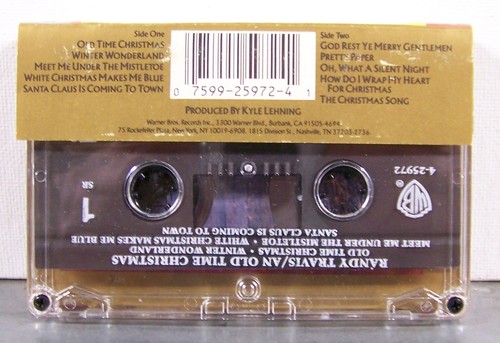 Side One
OLD TIME CHRISTMAS
WINTER WONDERLAND
MEET ME UNDER THE MISTLETOE
WHITE CHRISTMAS MAKES ME BLUE
SANTA CLAUS IS COMING TO TOWN
0 7599-25972-4 1
Side Two
GOD REST YE MERRY GENTLEMEN
PRETTY PAPER
OH, WHAT A SILENT NIGHT
HOW DO I WRAP MY HEART
FOR CHRISTMAS
THE CHRISTMAS SONG
PRODUCED BY KYLE LEHNING
Warner Bros. Records Inc., 3300 Warner Blvd., Burbank, CA 91505-4694,
75 Rockefeller Plaza, New York, NY 10019-6908. 1815 Division St., Nashville, TN 37203-2736
RANDY TRAVIS/AN OLD TIME CHRISTMAS
OLD TIME CHRISTMAS • WINTER WONDERLAND
MEET ME UNDER THE MISTLETOE • WHITE CHRISTMAS MAKES ME BLUE
SANTA CLAUS IS COMING TO TOWN
WB
®
4-25972
1
SR